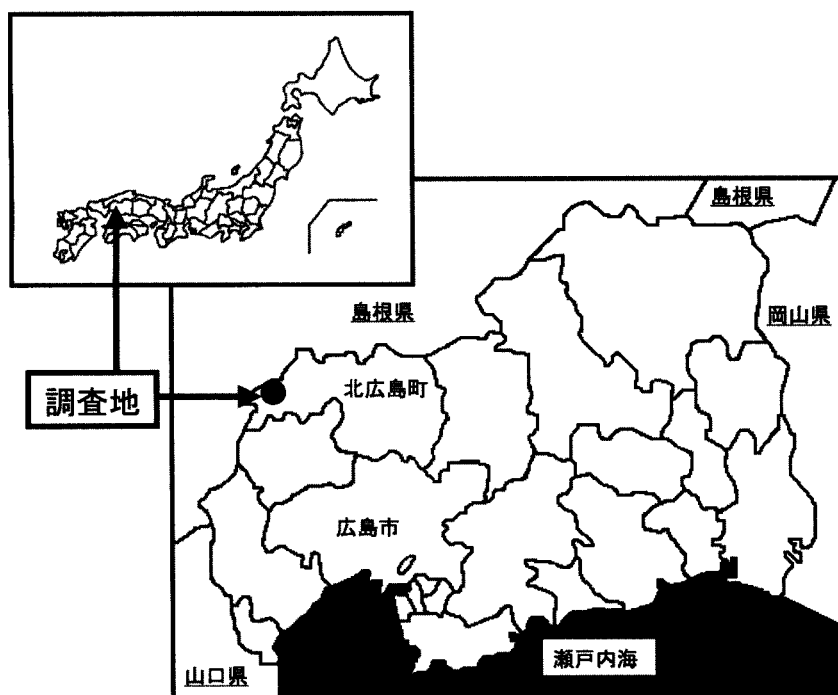 島根県
島根県
岡山県
調査地
北広島町
広島市
瀬戸内海
山口県